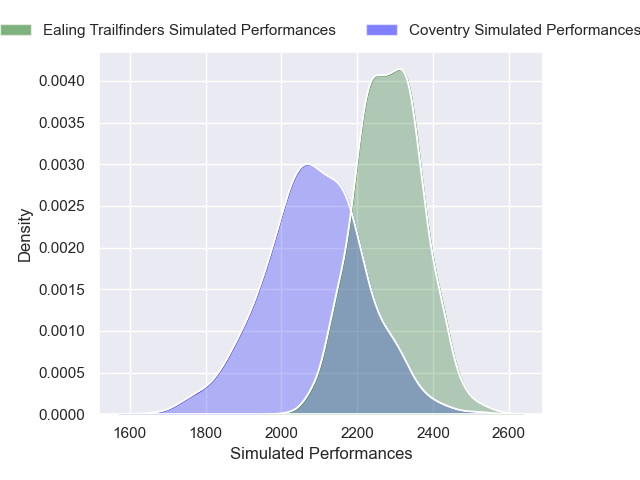 Ealing Trailfinders Simulated Performances Coventry Simulated Performances
0.0040
0.0035
0.0030
0.0025
0.0020
0.0015
0.0010
0.0005
0.0000
Density
1600 1800 2000 2200 2400 2600
Simulated Performances